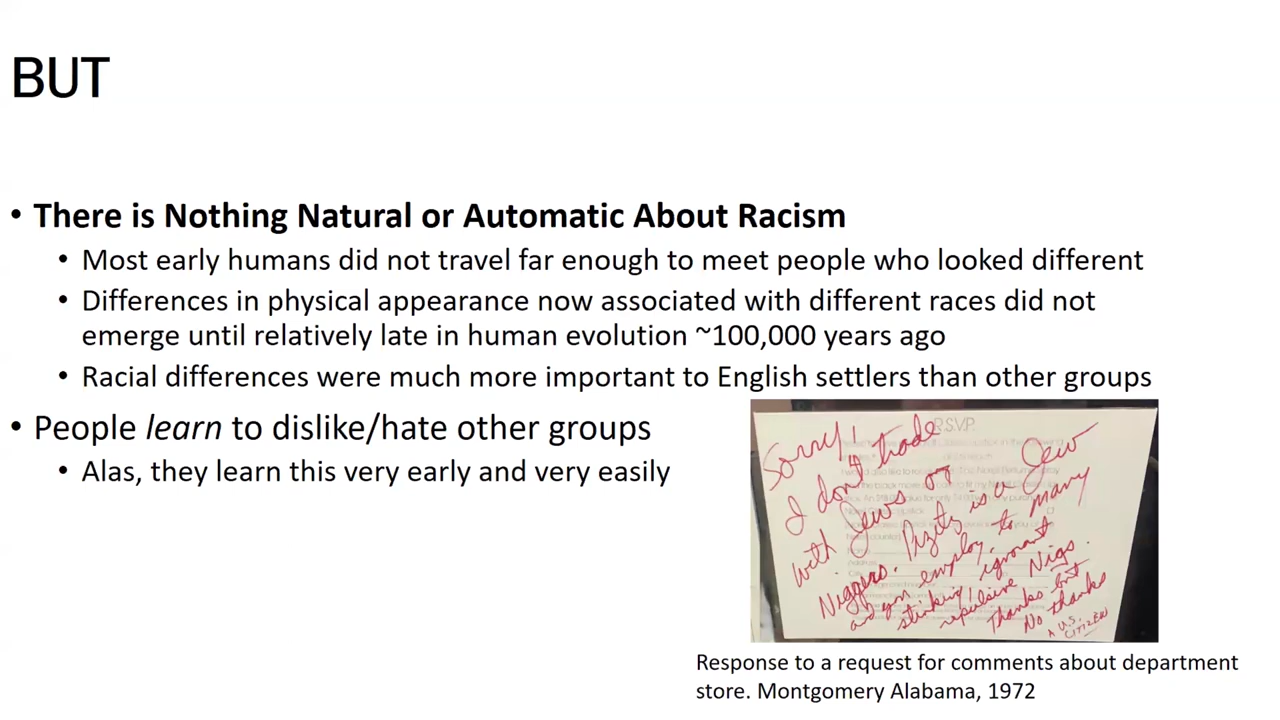 BUT
• There is Nothing Natural or Automatic About Racism
• Most early humans did not travel far enough to meet people who looked different
• Differences in physical appearance now associated with different races did not
emerge until relatively late in human evolution ~100,000 years ago
• Racial differences were much more important to English settlers than other groups
• People learn to dislike/hate other groups
• Alas, they learn this very early and very easily
R.S.V.P.
Sorry!
I don't trade
with Jews or
Niggers. Pizitz is a Jew
and you employ to many
stinking, ignorant
repulsive Nigs.
Thanks but
No thanks
A U.S.
CITIZEN
Response to a request for comments about department
store. Montgomery Alabama, 1972